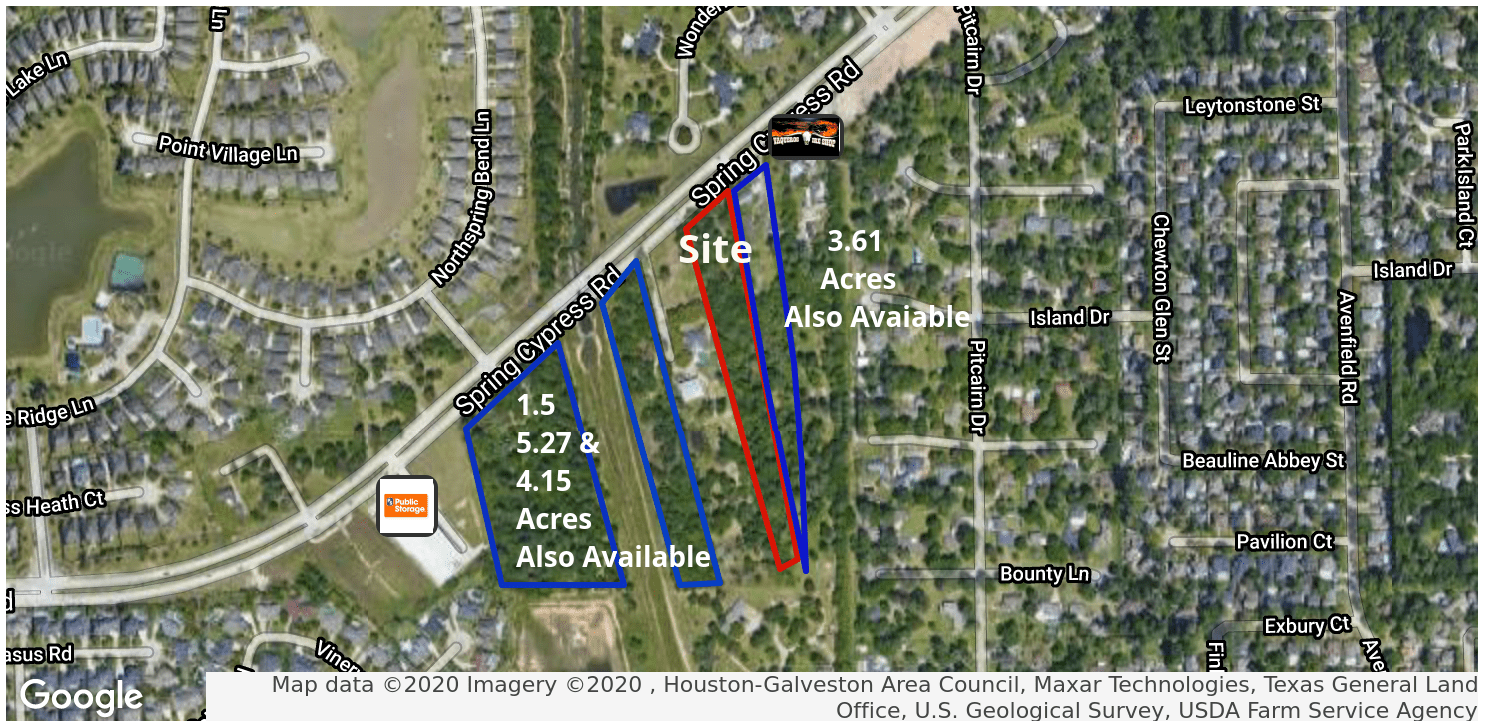 Lake Ln
Ln
Wonder
Pitcairn Dr
Spring Cypress Rd
Leytonstone St
Park Island Ct
Point Village Ln
Northspring Bend Ln
Site
3.61
Acres
Also Avaiable
Chewton Glen St
Island Dr
Island Dr
Avenfield Rd
Pitcairn Dr
Spring Cypress Rd
e Ridge Ln
1.5
5.27 &
4.15
Acres
Also Available
Public
Storage
ss Heath Ct
Beauline Abbey St
Pavilion Ct
Bounty Ln
Exbury Ct
d
asus Rd
Viner
Fin
Ave
Google
Map data ©2020 Imagery ©2020 , Houston-Galveston Area Council, Maxar Technologies, Texas General Land
Office, U.S. Geological Survey, USDA Farm Service Agency